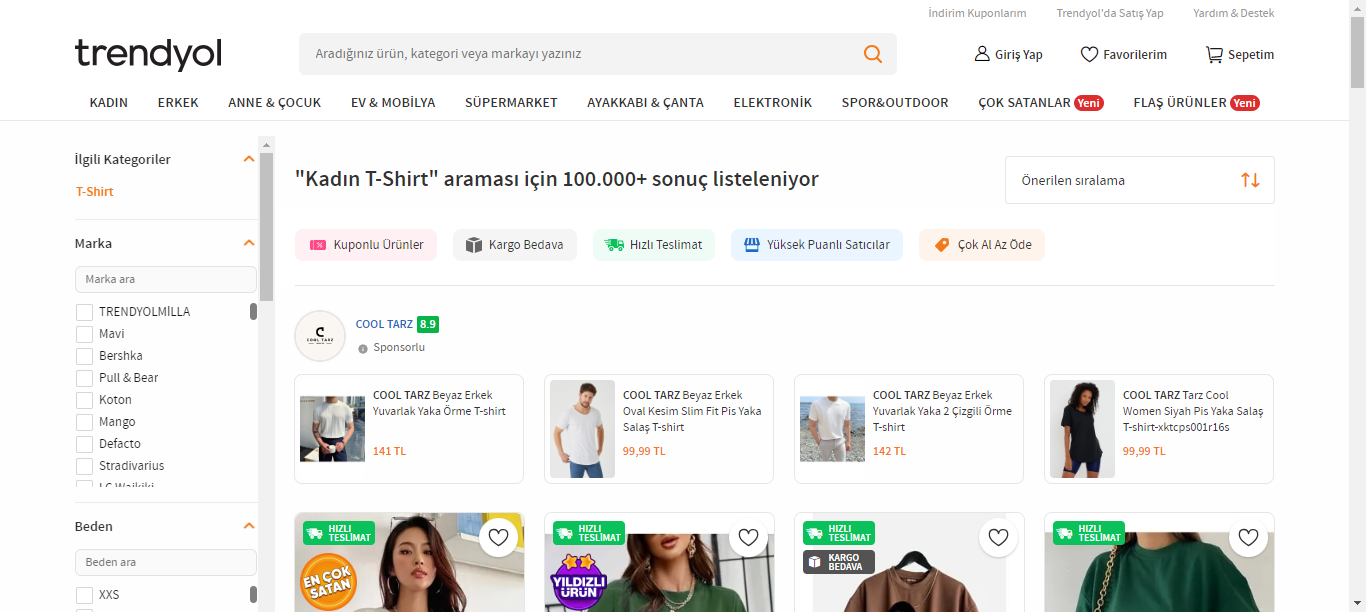 İndirim Kuponlarım Trendyol'da Satış Yap Yardım & Destek
trendyol
Aradığınız ürün, kategori veya markayı yazınız
Giriş Yap Favorilerim Sepetim
KADIN ERKEK ANNE & ÇOCUK EV & MOBİLYA SÜPERMARKET AYAKKABI & ÇANTA ELEKTRONİK SPOR&OUTDOOR ÇOK SATANLAR Yeni FLAŞ ÜRÜNLER Yeni
İlgili Kategoriler
T-Shirt
Marka
Marka ara
TRENDYOLMİLLA
Mavi
Bershka
Pull & Bear
Koton
Mango
Defacto
Stradivarius
LC Waikiki
Beden
Beden ara
XXS
"Kadın T-Shirt" araması için 100.000+ sonuç listeleniyor
Önerilen sıralama
Kuponlu Ürünler Kargo Bedava Hızlı Teslimat Yüksek Puanlı Satıcılar Çok Al Az Öde
C
COOL TARZ
COOL TARZ 8.9
Sponsorlu
COOL TARZ Beyaz Erkek
Yuvarlak Yaka Örme T-shirt
141 TL
COOL TARZ Beyaz Erkek
Oval Kesim Slim Fit Pis Yaka
Salaş T-shirt
99,99 TL
COOL TARZ Beyaz Erkek
Yuvarlak Yaka 2 Çizgili Örme
T-shirt
142 TL
COOL TARZ Tarz Cool
Women Siyah Pis Yaka Salaş
T-shirt-xktcps001r16s
99,99 TL
HIZLI
TESLİMAT
EN ÇOK
SATAN
HIZLI
TESLİMAT
YILDIZLI
ÜRÜN
HIZLI
TESLİMAT
KARGO
BEDAVA
HIZLI
TESLİMAT